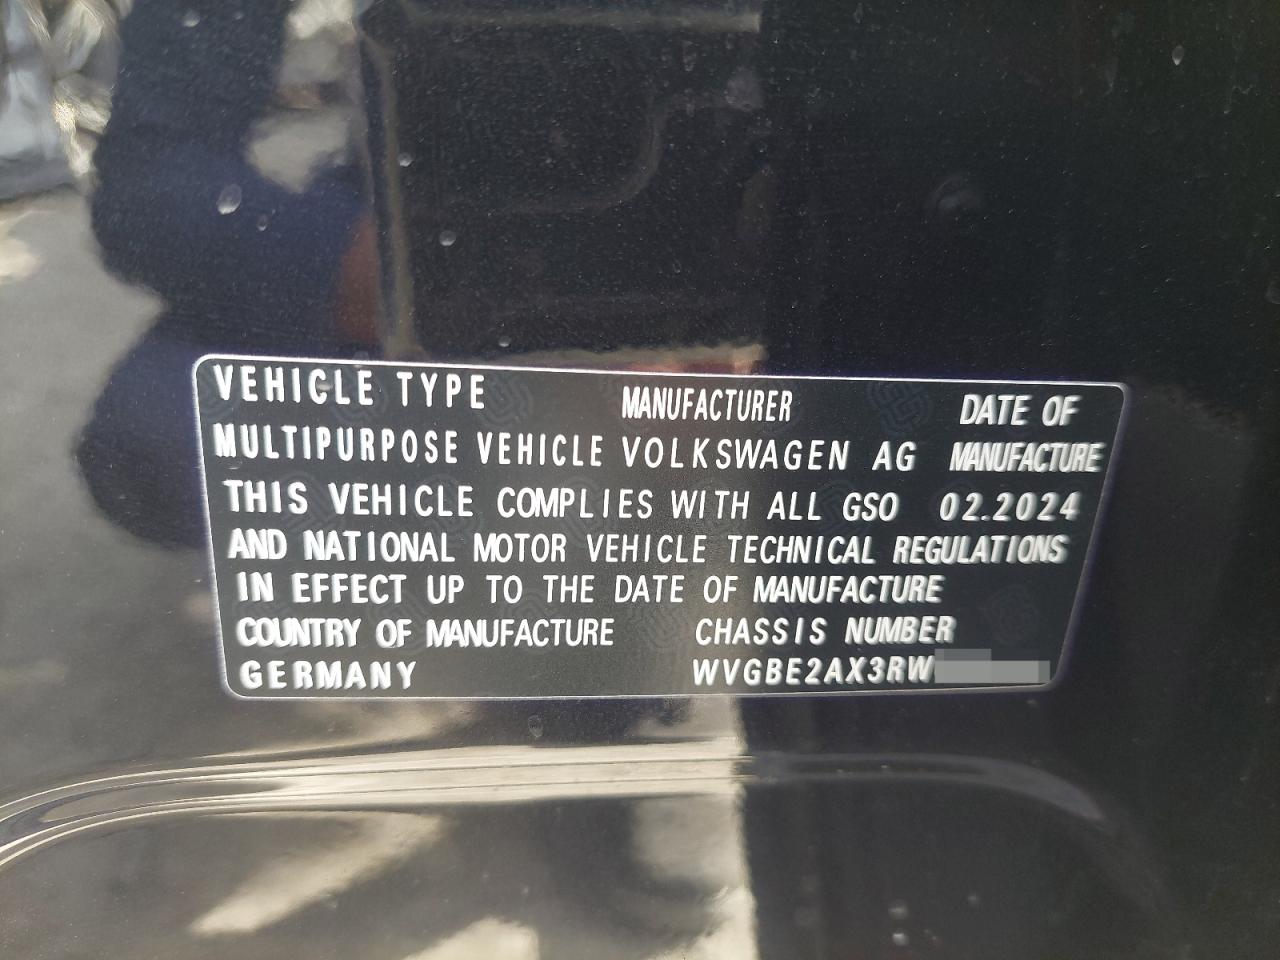 VEHICLE TYPE MANUFACTURER DATE OF
MULTIPURPOSE VEHICLE VOLKSWAGEN AG MANUFACTURE
THIS VEHICLE COMPLIES WITH ALL GSO 02.2024
AND NATIONAL MOTOR VEHICLE TECHNICAL REGULATIONS
IN EFFECT UP TO THE DATE OF MANUFACTURE
COUNTRY OF MANUFACTURE CHASSIS NUMBER
GERMANY WVGBE2AX3RW